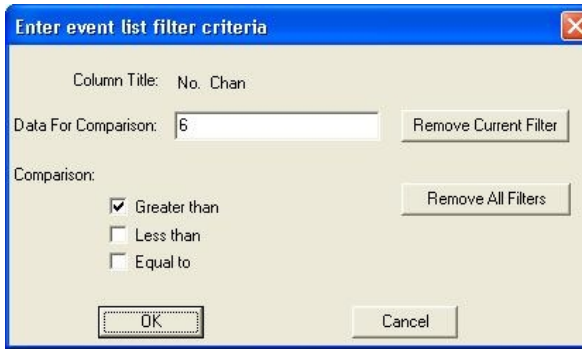 Enter event list filter criteria
Column Title: No. Chan
Data For Comparison: 6 Remove Current Filter
Comparison:
Remove All Filters
Greater than
Less than
Equal to
OK Cancel